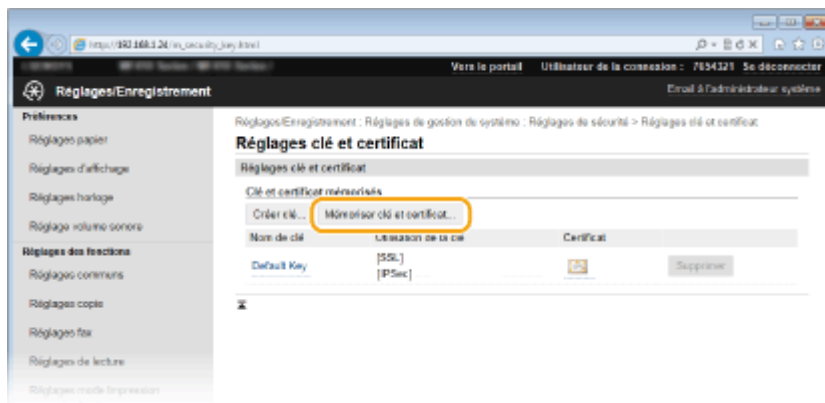 http://192.168.1.24/m_security_key.html
Vers le portail Utilisateur de la connexion : 7654321 Se déconnecter
Réglages/Enregistrement
Email à l'administrateur système
Préférences
Réglages papier
Réglages d'affichage
Réglages horloge
Réglage volume sonore
Réglages des fonctions
Réglages communs
Réglages copie
Réglages fax
Réglages de lecture
Réglages mode Impression
Réglages/Enregistrement : Réglages de gestion de système : Réglages de sécurité > Réglages clé et certificat
Réglages clé et certificat
Réglages clé et certificat
Clé et certificat mémorisés
Créer clé... Mémoriser clé et certificat...
Nom de clé Utilisation de la clé Certificat
Default Key [SSL] Supprimer
[IPSec]